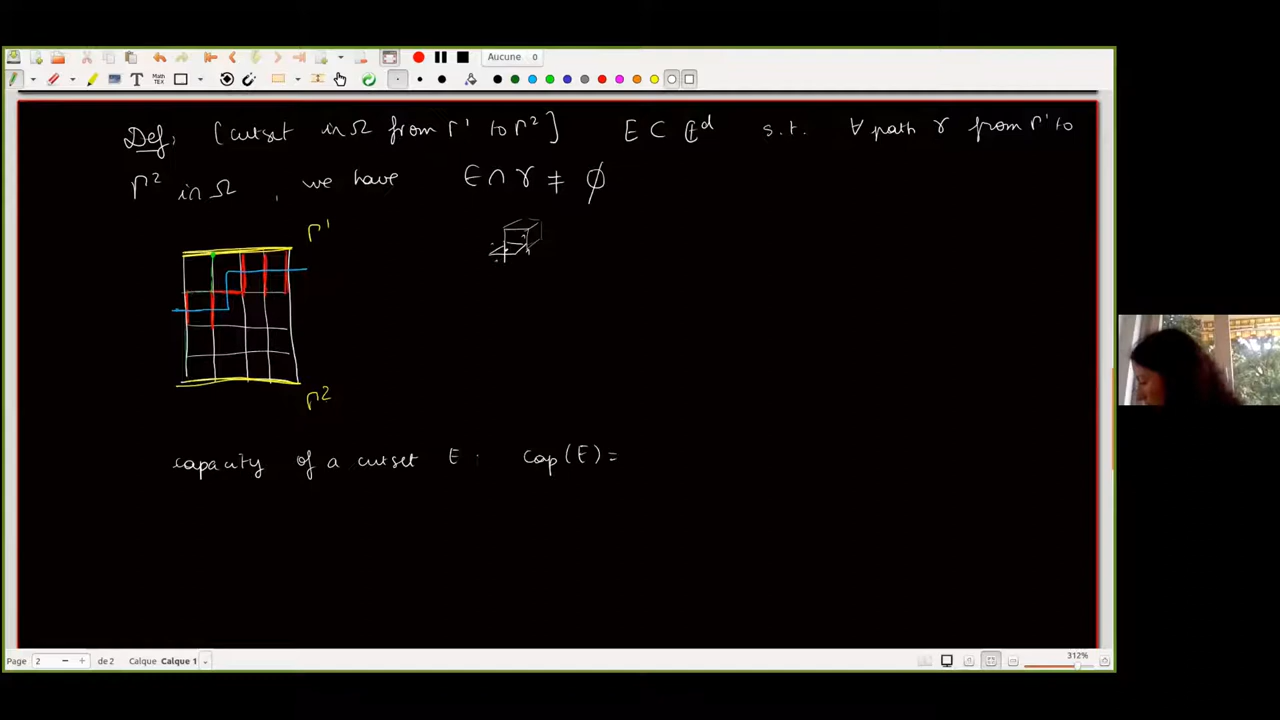 Aucune 0
Def: [cutset in Ω from Γ¹ to Γ²] E ⊂ 𝔼ᵈ s.t. ∀ path γ from Γ¹ to
Γ² in Ω, we have E ∩ γ ≠ ∅
Γ¹
Γ²
capacity of a cutset E : cap(E) =
Page 2 de 2 Calque Calque 1 312%